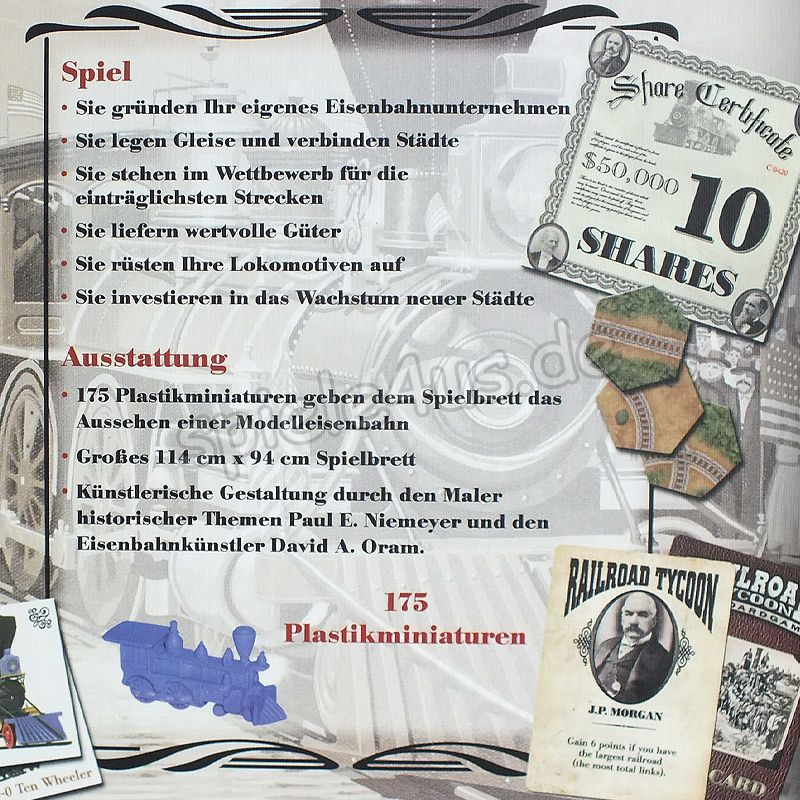 Spiel
• Sie gründen Ihr eigenes Eisenbahnunternehmen
• Sie legen Gleise und verbinden Städte
• Sie stehen im Wettbewerb für die
einträglichsten Strecken
• Sie liefern wertvolle Güter
• Sie rüsten Ihre Lokomotiven auf
• Sie investieren in das Wachstum neuer Städte
Ausstattung
• 175 Plastikminiaturen geben dem Spielbrett das
Aussehen einer Modelleisenbahn
• Großes 114 cm x 94 cm Spielbrett
• Künstlerische Gestaltung durch den Maler
historischer Themen Paul E. Niemeyer und den
Eisenbahnkünstler David A. Oram.
175
Plastikminiaturen
Share Certificate
C 0420
$50,000
10
SHARES
spiele4us.de
RAILROAD TYCOON
J.P. MORGAN
Gain 6 points if you have
the largest railroad
(the most total links).
CARD
-0 Ten Wheeler